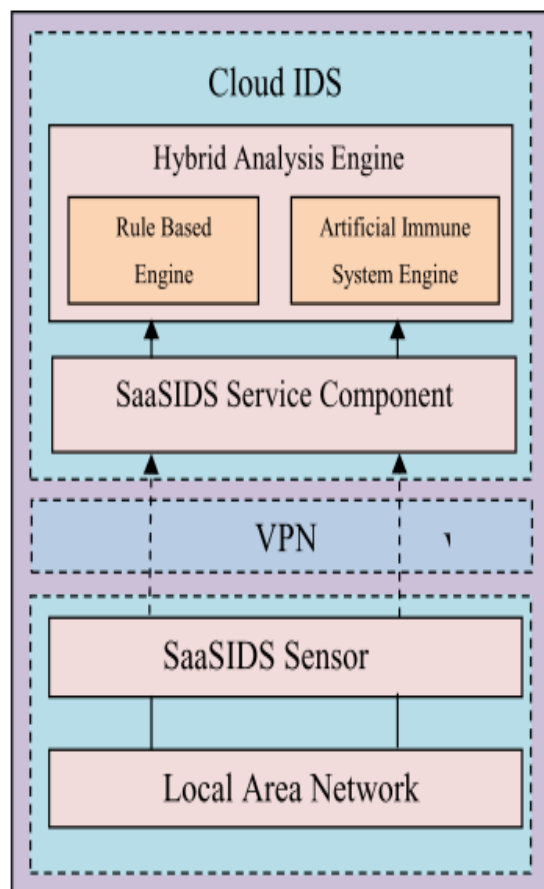 Cloud IDS
Hybrid Analysis Engine
Rule Based
Engine
Artificial Immune
System Engine
SaaSIDS Service Component
VPN
SaaSIDS Sensor
Local Area Network